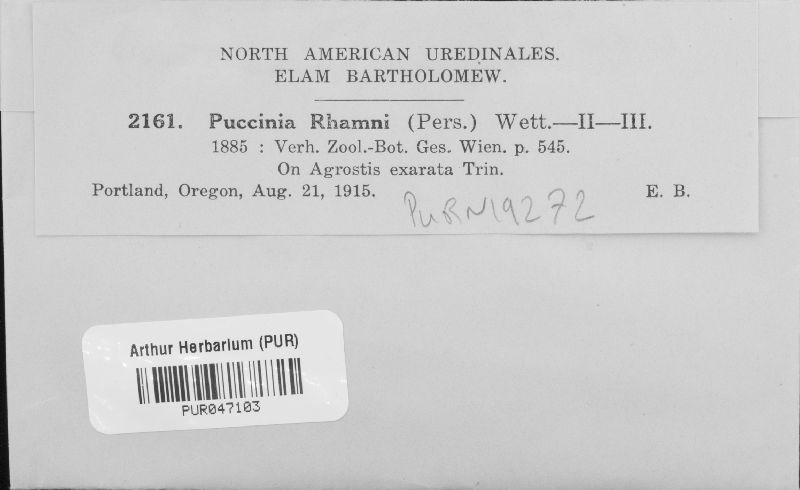 NORTH AMERICAN UREDINALES.
ELAM BARTHOLOMEW.
2161. Puccinia Rhamni (Pers.) Wett.—II—III.
1885 : Verh. Zool.-Bot. Ges. Wien. p. 545.
On Agrostis exarata Trin.
Portland, Oregon, Aug. 21, 1915. E. B.
PURN19272
Arthur Herbarium (PUR)
PUR047103